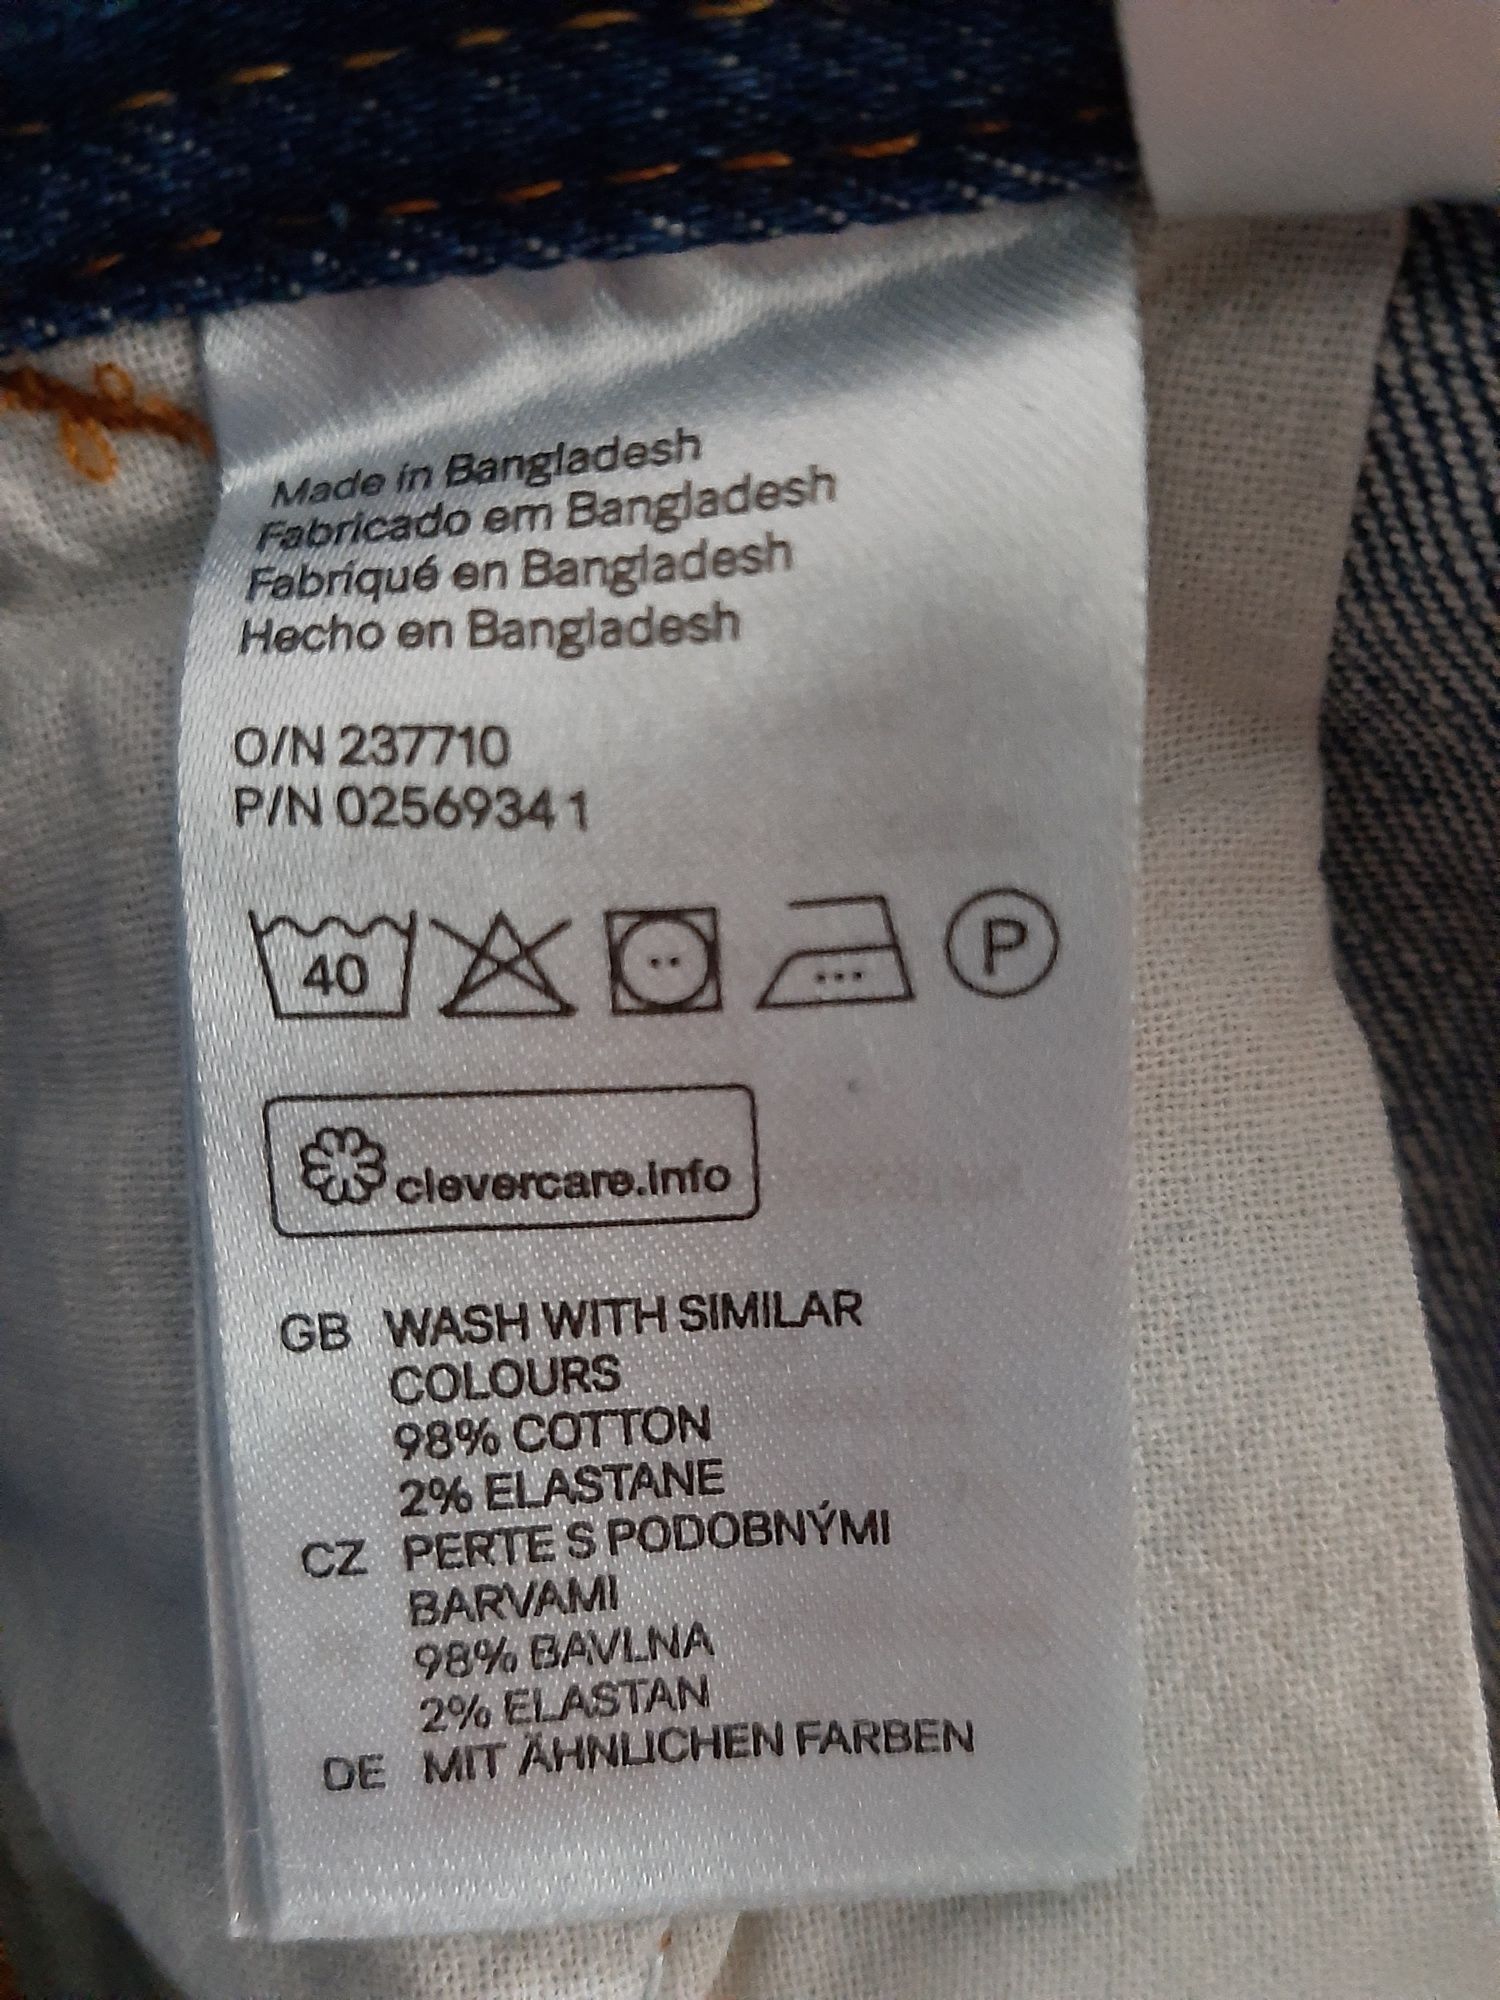 Made in Bangladesh
Fabricado em Bangladesh
Fabriqué en Bangladesh
Hecho en Bangladesh
O/N 237710
P/N 02569341
40
P
clevercare.info
GB WASH WITH SIMILAR
COLOURS
98% COTTON
2% ELASTANE
CZ PERTE S PODOBNÝMI
BARVAMI
98% BAVLNA
2% ELASTAN
DE MIT ÄHNLICHEN FARBEN